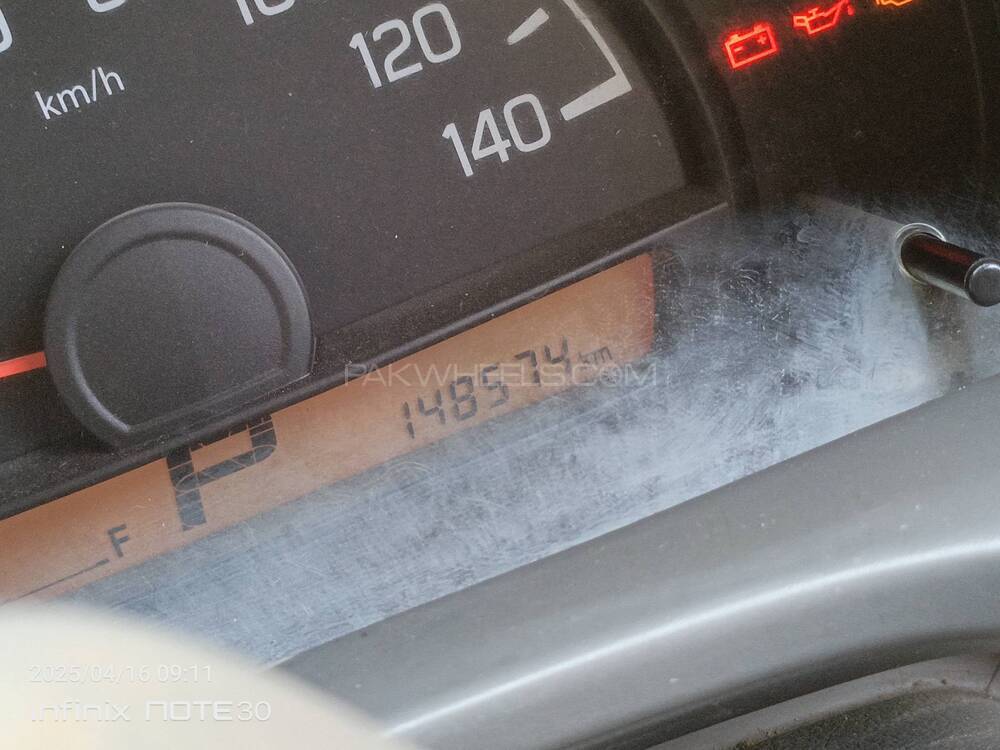 120
km/h
140
148574 km
PAKWHEELS.COM
P
F
2025/04/16 09:11
Infinix NOTE30